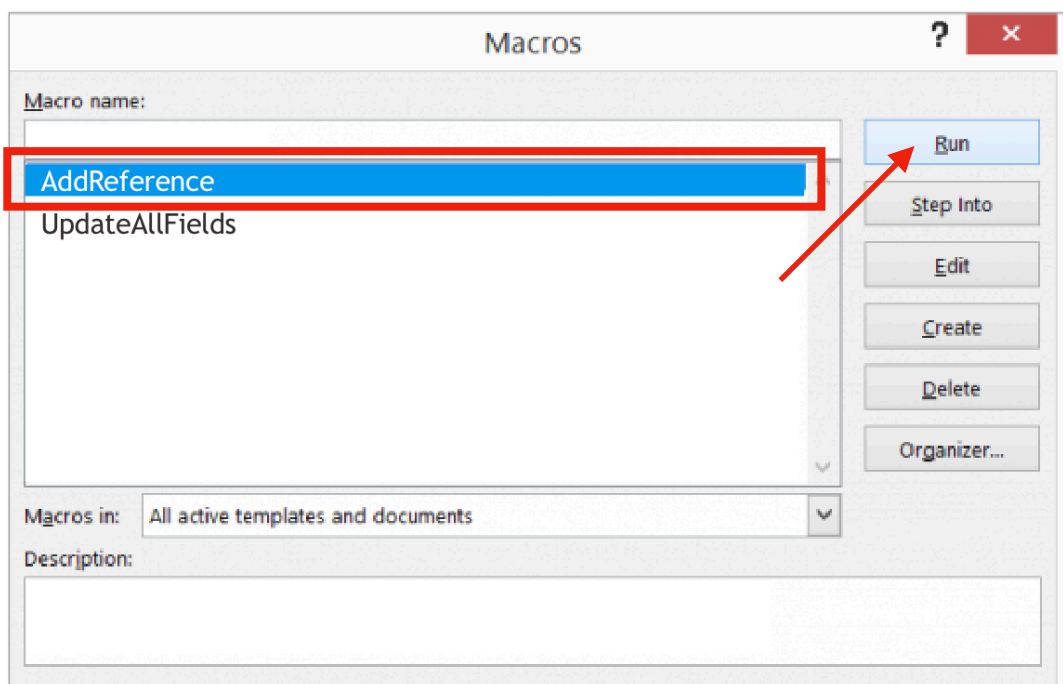 Macros
?
×
Macro name:
Run
AddReference
Step Into
UpdateAllFields
Edit
Create
Delete
Organizer...
Macros in:
All active templates and documents
Description: